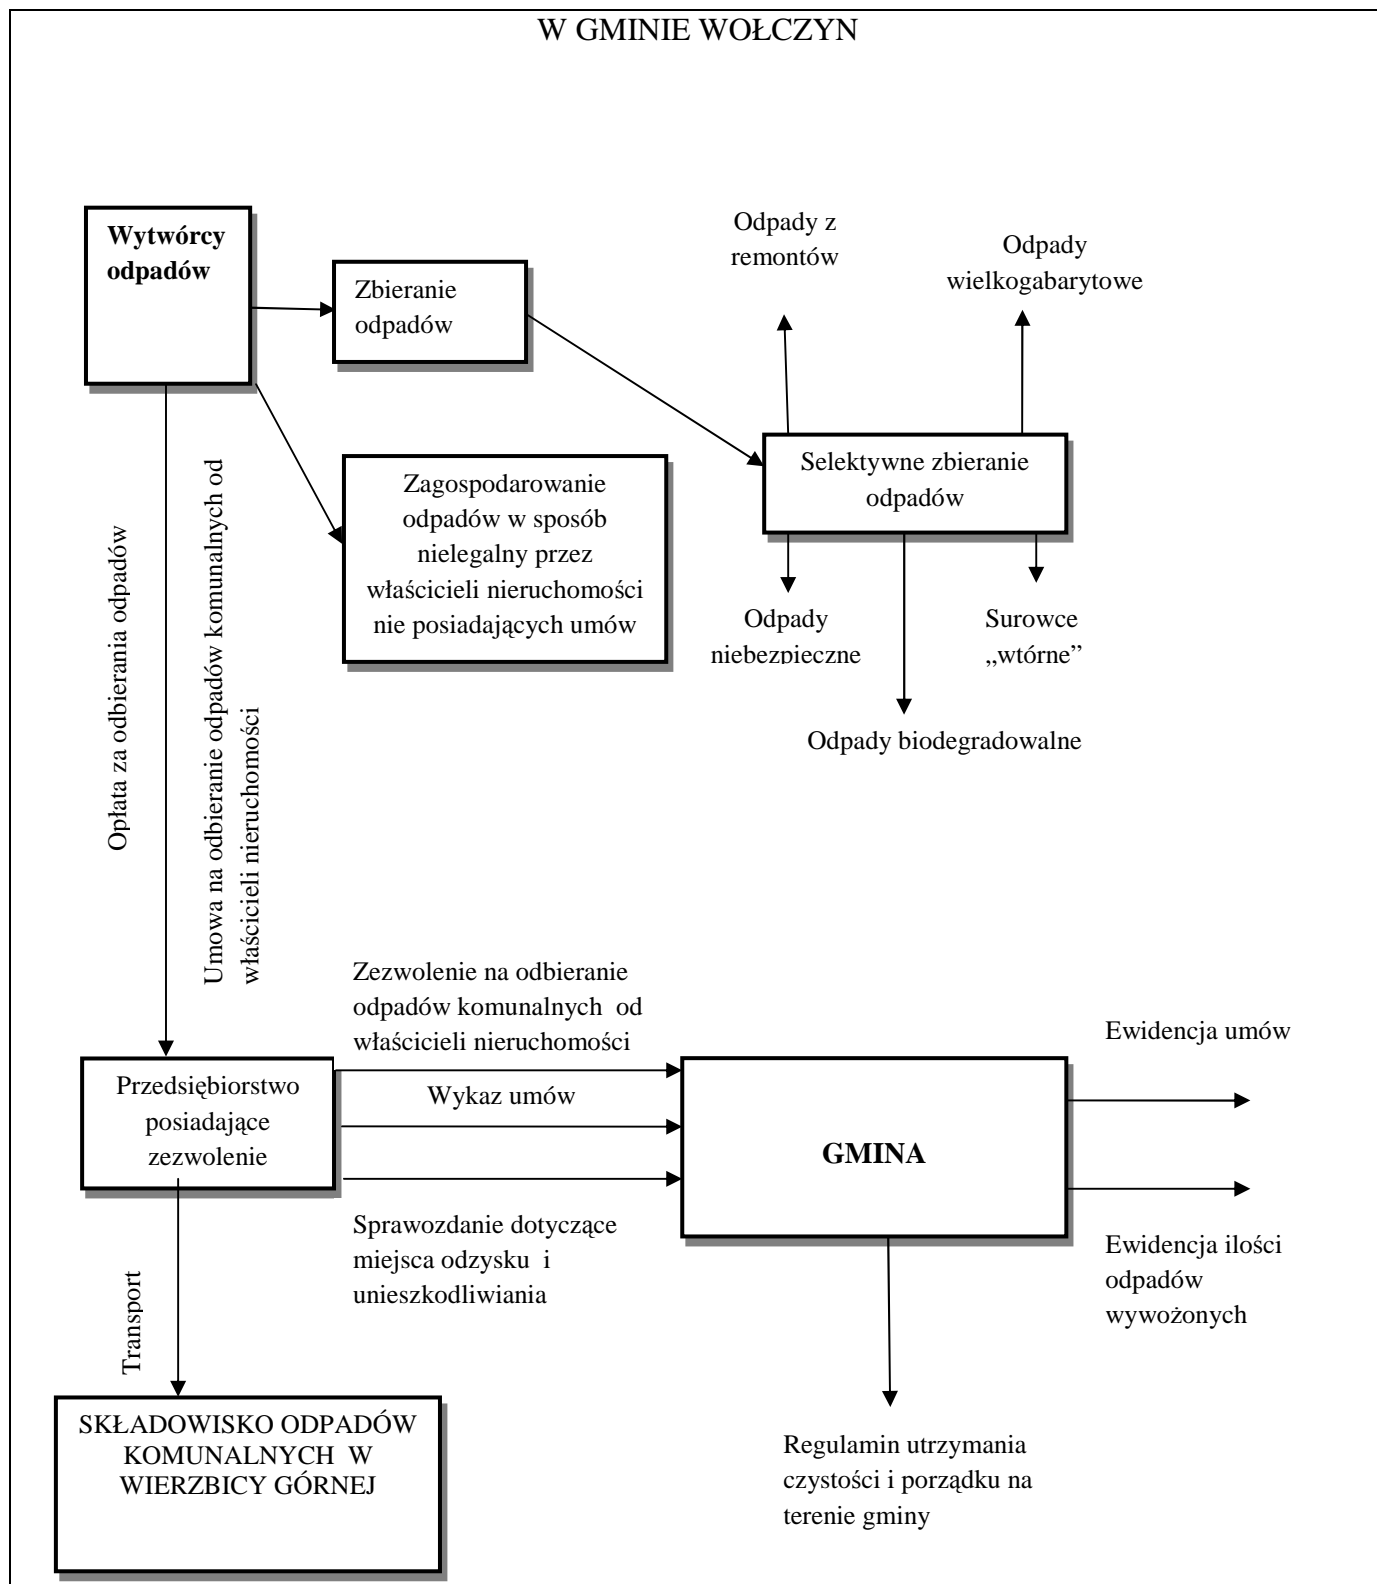 W GMINIE WOŁCZYN
Wytwórcy
odpadów
Zbieranie
odpadów
Odpady z
remontów
Odpady
wielkogabarytowe
Selektywne zbieranie
odpadów
Zagospodarowanie
odpadów w sposób
nielegalny przez
właścicieli nieruchomości
nie posiadających umów
Odpady
niebezpieczne
Surowce
„wtórne”
Odpady biodegradowalne
Opłata za odbierania odpadów
Umowa na odbieranie odpadów komunalnych od
właścicieli nieruchomości
Zezwolenie na odbieranie
odpadów komunalnych od
właścicieli nieruchomości
Wykaz umów
Przedsiębiorstwo
posiadające
zezwolenie
GMINA
Ewidencja umów
Sprawozdanie dotyczące
miejsca odzysku i
unieszkodliwiania
Ewidencja ilości
odpadów
wywożonych
Transport
SKŁADOWISKO ODPADÓW
KOMUNALNYCH W
WIERZBICY GÓRNEJ
Regulamin utrzymania
czystości i porządku na
terenie gminy